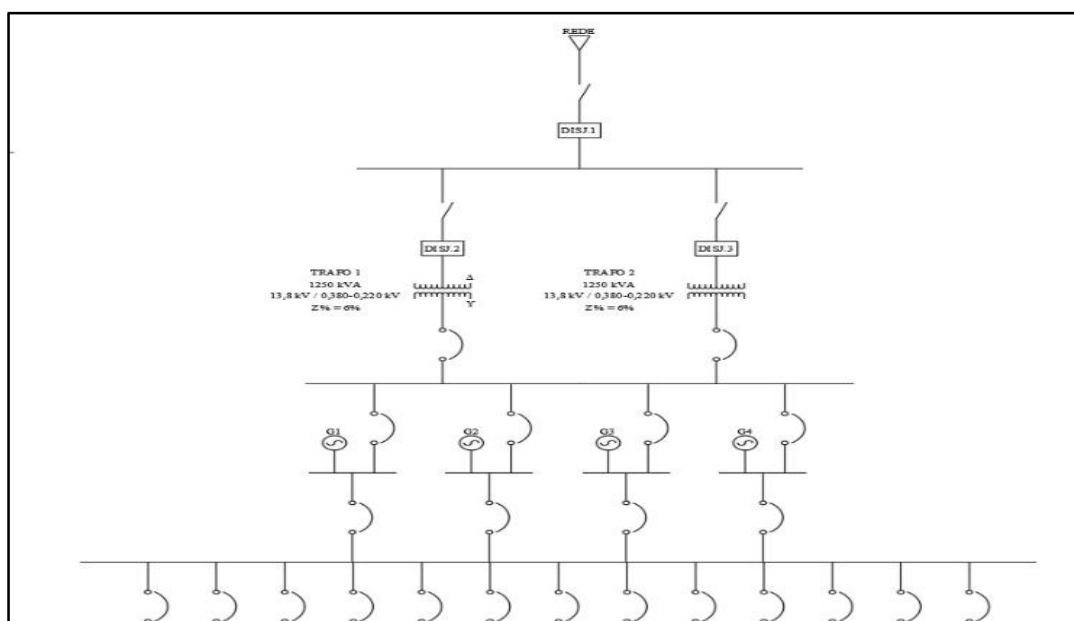 REDE
DISJ.1
DISJ.2
DISJ.3
TRAFO 1
1250 kVA
13,8 kV / 0,380-0,220 kV
Z% = 6%
Δ
Y
TRAFO 2
1250 kVA
13,8 kV / 0,380-0,220 kV
Z% = 6%
G1
G2
G3
G4